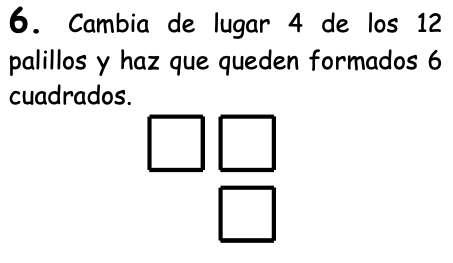 6. Cambia de lugar 4 de los 12
palillos y haz que queden formados 6
cuadrados.